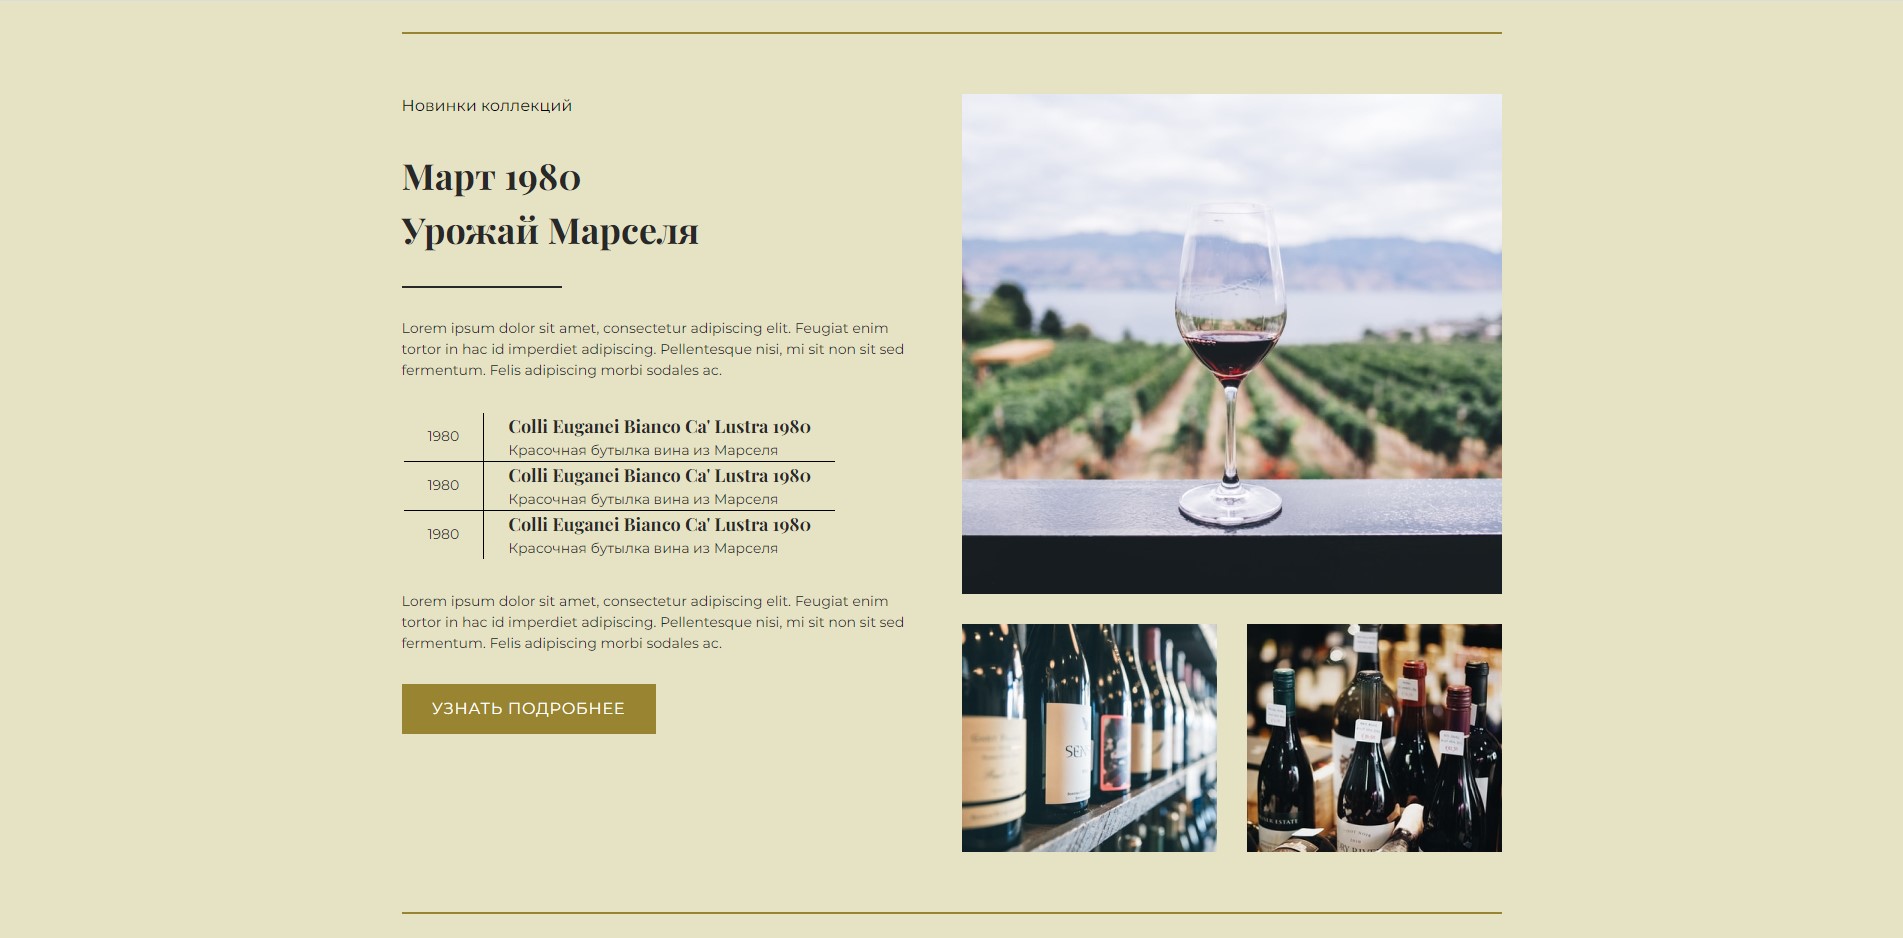 Новинки коллекций
Март 1980
Урожай Марселя
Lorem ipsum dolor sit amet, consectetur adipiscing elit. Feugiat enim
tortor in hac id imperdiet adipiscing. Pellentesque nisi, mi sit non sit sed
fermentum. Felis adipiscing morbi sodales ac.
1980
Colli Euganei Bianco Ca' Lustra 1980
Красочная бутылка вина из Марселя
1980
Colli Euganei Bianco Ca' Lustra 1980
Красочная бутылка вина из Марселя
1980
Colli Euganei Bianco Ca' Lustra 1980
Красочная бутылка вина из Марселя
Lorem ipsum dolor sit amet, consectetur adipiscing elit. Feugiat enim
tortor in hac id imperdiet adipiscing. Pellentesque nisi, mi sit non sit sed
fermentum. Felis adipiscing morbi sodales ac.
УЗНАТЬ ПОДРОБНЕЕ